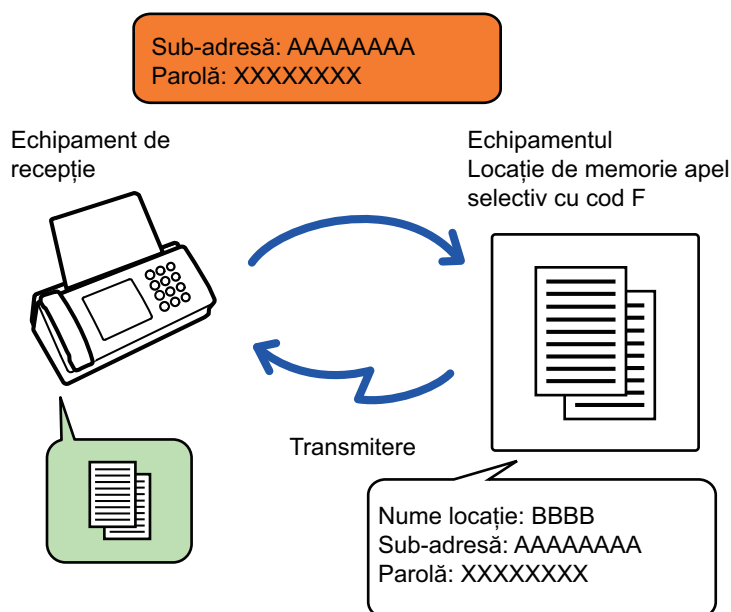 Sub-adresă: AAAAAAAA
Parolă: XXXXXXXX
Echipament de
recepție
Echipamentul
Locație de memorie apel
selectiv cu cod F
Transmitere
Nume locație: BBBB
Sub-adresă: AAAAAAAA
Parolă: XXXXXXXX